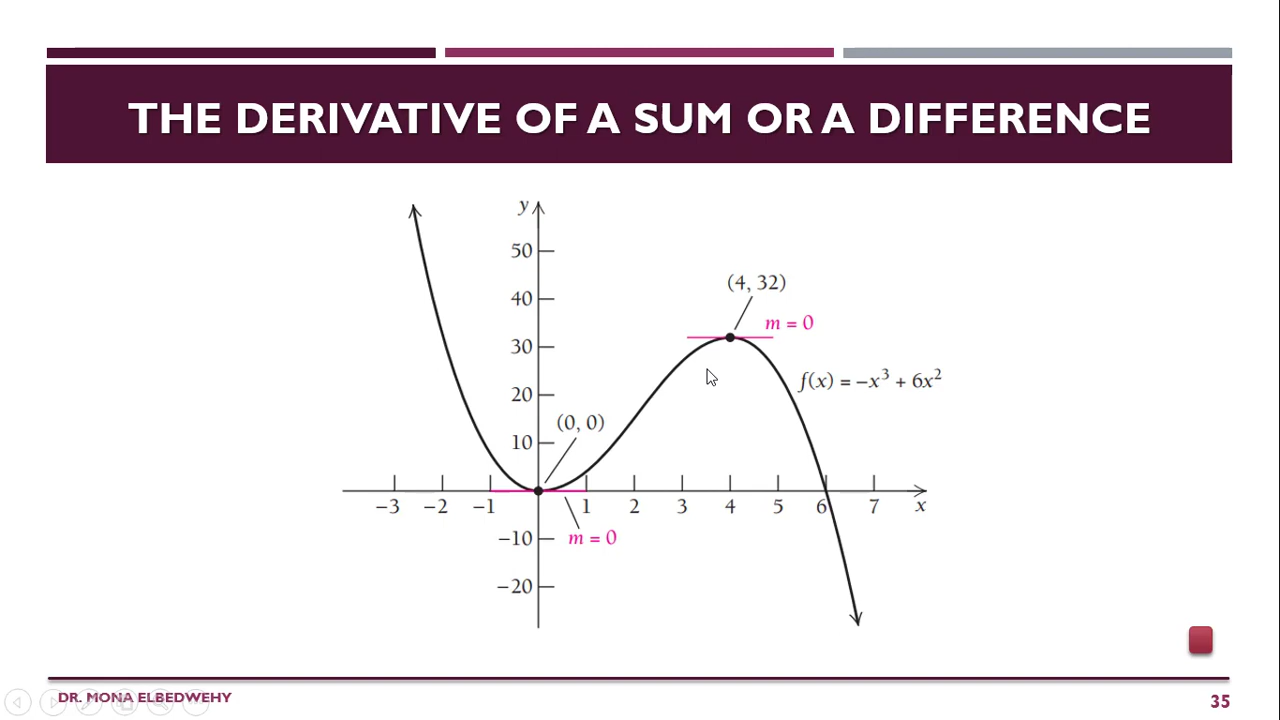 THE DERIVATIVE OF A SUM OR A DIFFERENCE
y
50
40
30
20
10
−10
−20
(4, 32)
m = 0
f(x) = −x³ + 6x²
(0, 0)
−3 −2 −1 1 2 3 4 5 6 7 x
m = 0
DR. MONA ELBEDWEHY
35